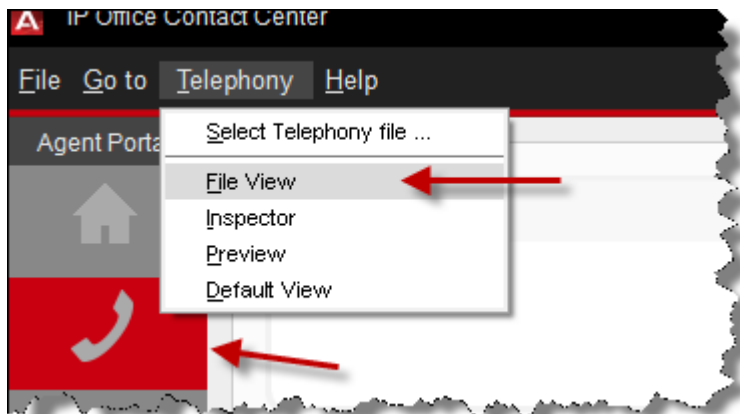 IP Office Contact Center
File Go to Telephony Help
Agent Porta
Select Telephony file ...
File View
Inspector
Preview
Default View